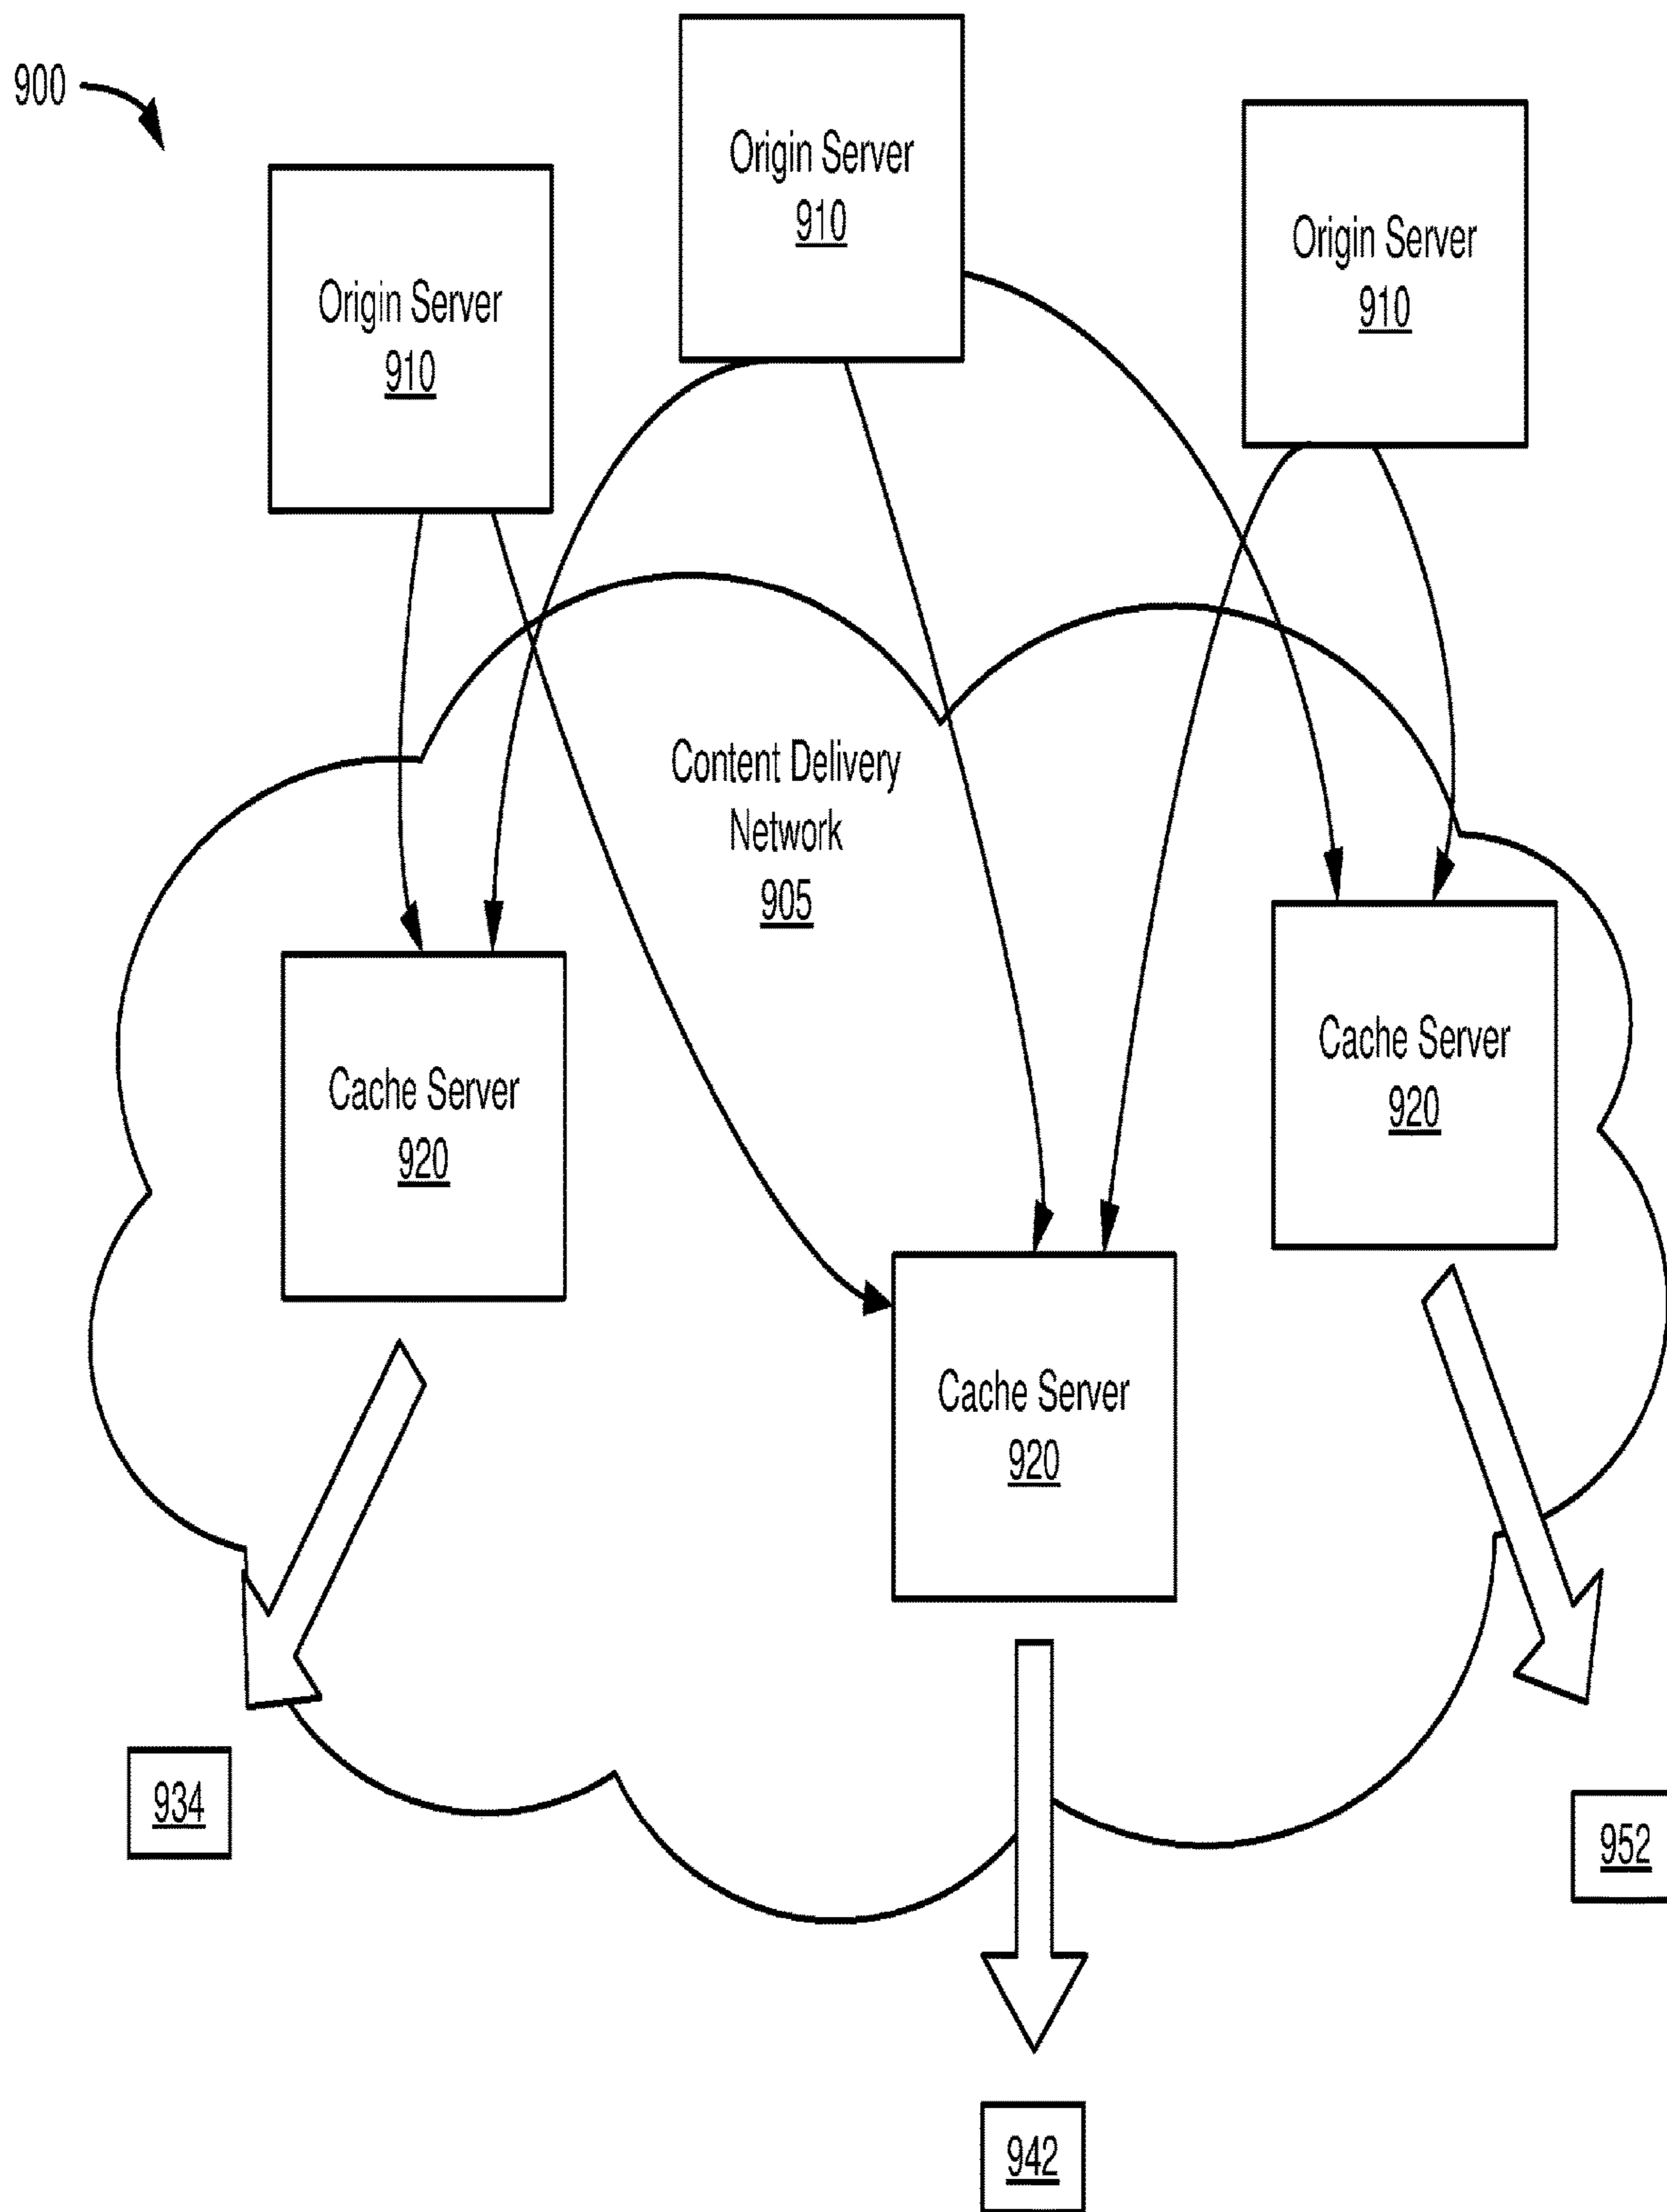 900
Origin Server
910
Origin Server
910
Origin Server
910
Content Delivery
Network
905
Cache Server
920
Cache Server
920
Cache Server
920
934
952
942